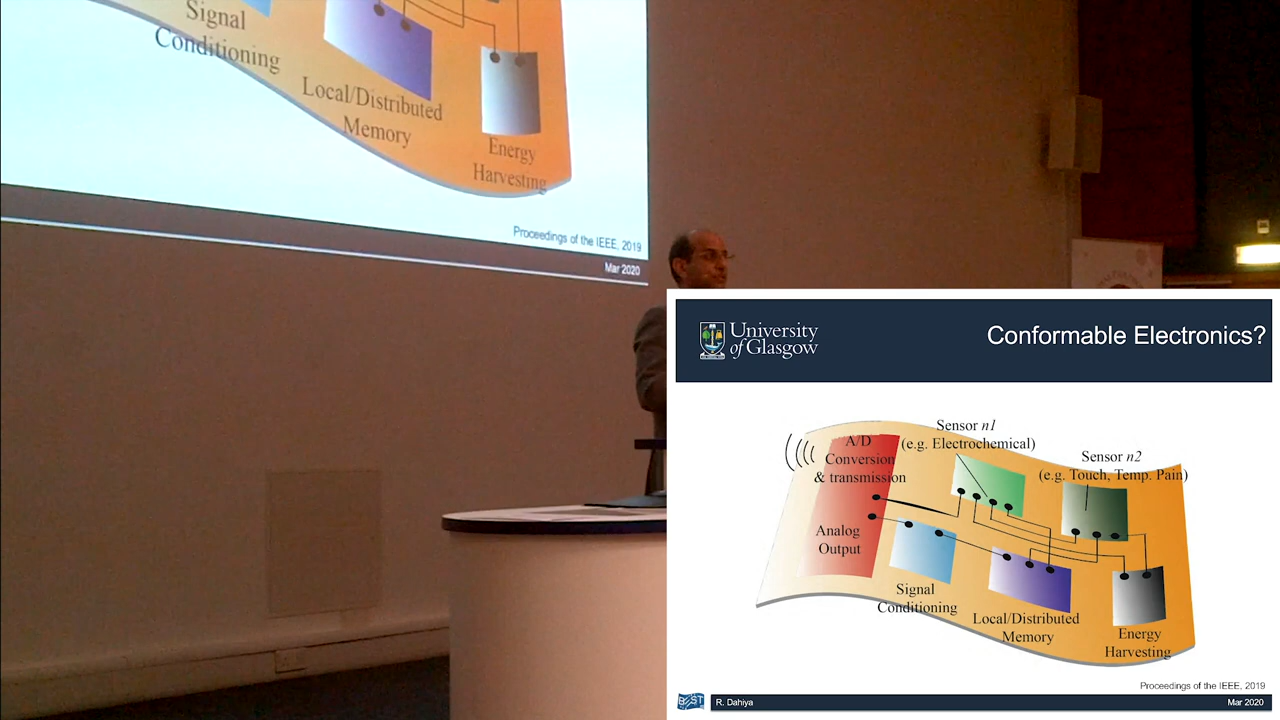 Signal
Conditioning
Local/Distributed
Memory
Energy
Harvesting
Proceedings of the IEEE, 2019
Mar 2020
University
of Glasgow
Conformable Electronics?
Sensor n1
(e.g. Electrochemical)
A/D
Conversion
& transmission
Sensor n2
(e.g. Touch, Temp. Pain)
Analog
Output
Signal
Conditioning
Local/Distributed
Memory
Energy
Harvesting
Proceedings of the IEEE, 2019
BEST
R. Dahiya
Mar 2020